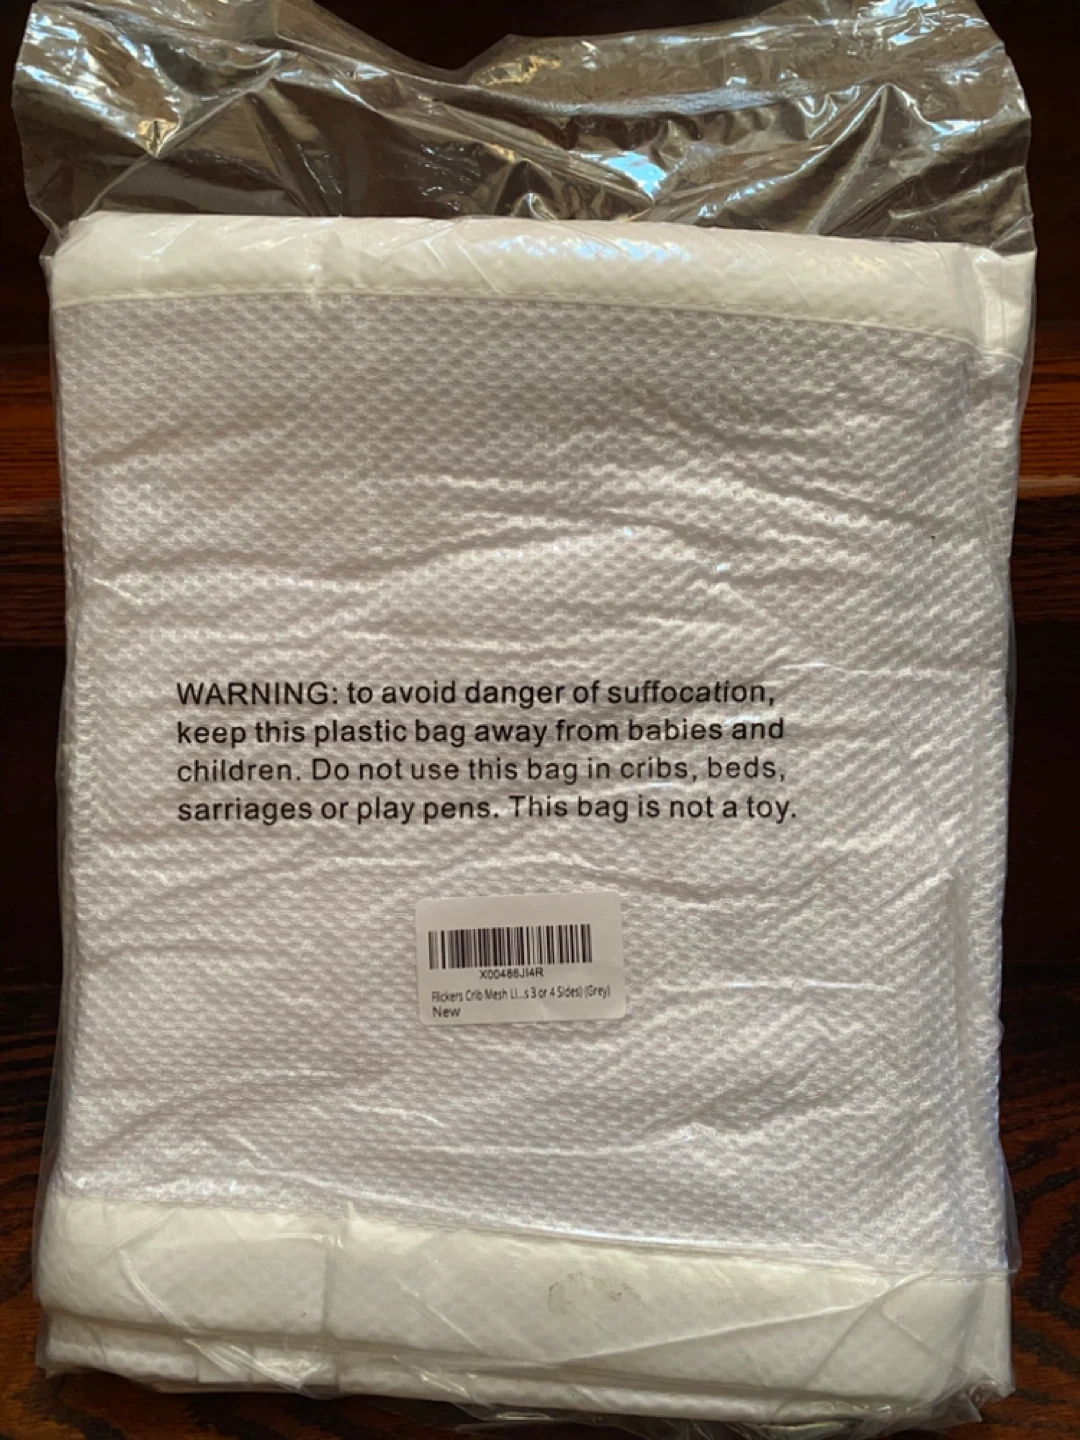 WARNING: to avoid danger of suffocation,
keep this plastic bag away from babies and
children. Do not use this bag in cribs, beds,
sarriages or play pens. This bag is not a toy.
X00486JI4R
Flickers Crib Mesh Li...s 3 or 4 Sides) (Grey)
New